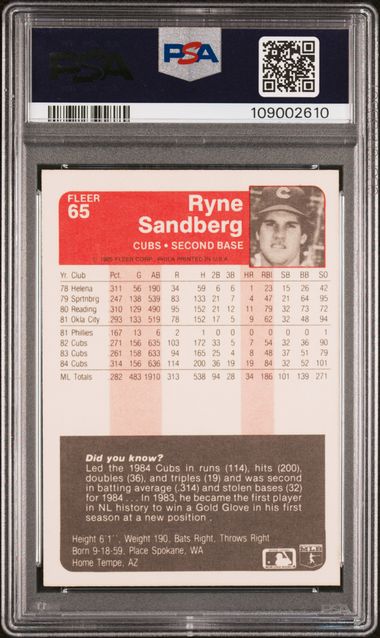 PSA
PSA
109002610
FLEER
65
Ryne
Sandberg
CUBS • SECOND BASE
© 1985 FLEER CORP., PHILA. PRINTED IN U.S.A.
Yr. Club Pct. G AB R H 2B 3B HR RBI SB BB SO
78 Helena .311 56 190 34 59 6 6 1 23 15 26 42
79 Sprtnbrg .247 138 539 83 133 21 7 4 47 21 64 95
80 Reading .310 129 490 95 152 21 12 11 79 32 73 72
81 Okla City .293 133 519 78 152 17 5 9 62 32 48 94
81 Phillies .167 13 6 2 1 0 0 0 0 0 0 1
82 Cubs .271 156 635 103 172 33 5 7 54 32 36 90
83 Cubs .261 158 633 94 165 25 4 8 48 37 51 79
84 Cubs .314 156 636 114 200 36 19 19 84 32 52 101
ML Totals .282 483 1910 313 538 94 28 34 186 101 139 271
Did you know?
Led the 1984 Cubs in runs (114), hits (200),
doubles (36), and triples (19) and was second
in batting average (.314) and stolen bases (32)
for 1984 . . . In 1983, he became the first player
in NL history to win a Gold Glove in his first
season at a new position .
Height 6'1'', Weight 190, Bats Right, Throws Right
Born 9-18-59, Place Spokane, WA
Home Tempe, AZ